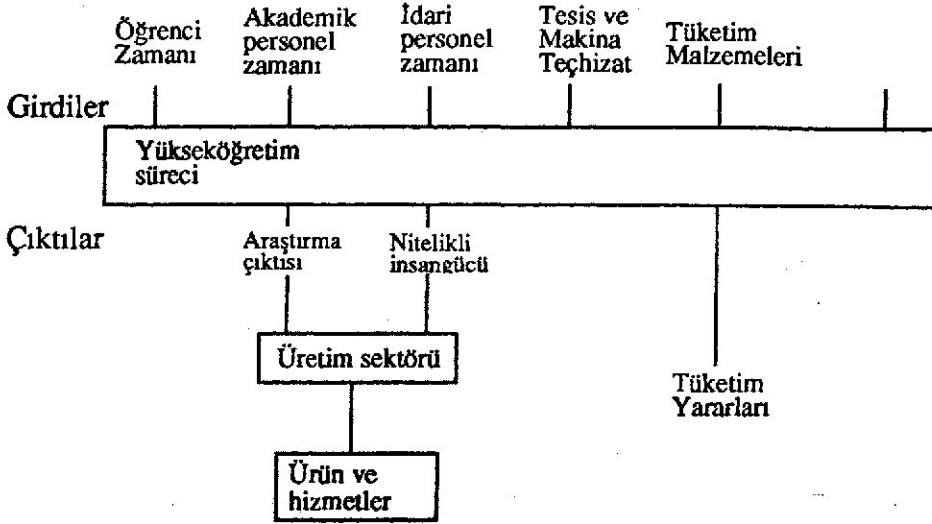 Öğrenci
Zamanı
Akademik
personel
zamanı
İdari
personel
zamanı
Tesis ve
Makina
Teçhizat
Tüketim
Malzemeleri
Girdiler
Yükseköğretim
süreci
Çıktılar
Araştırma
çıktısı
Nitelikli
insangücü
Üretim sektörü
Tüketim
Yararları
Ürün ve
hizmetler